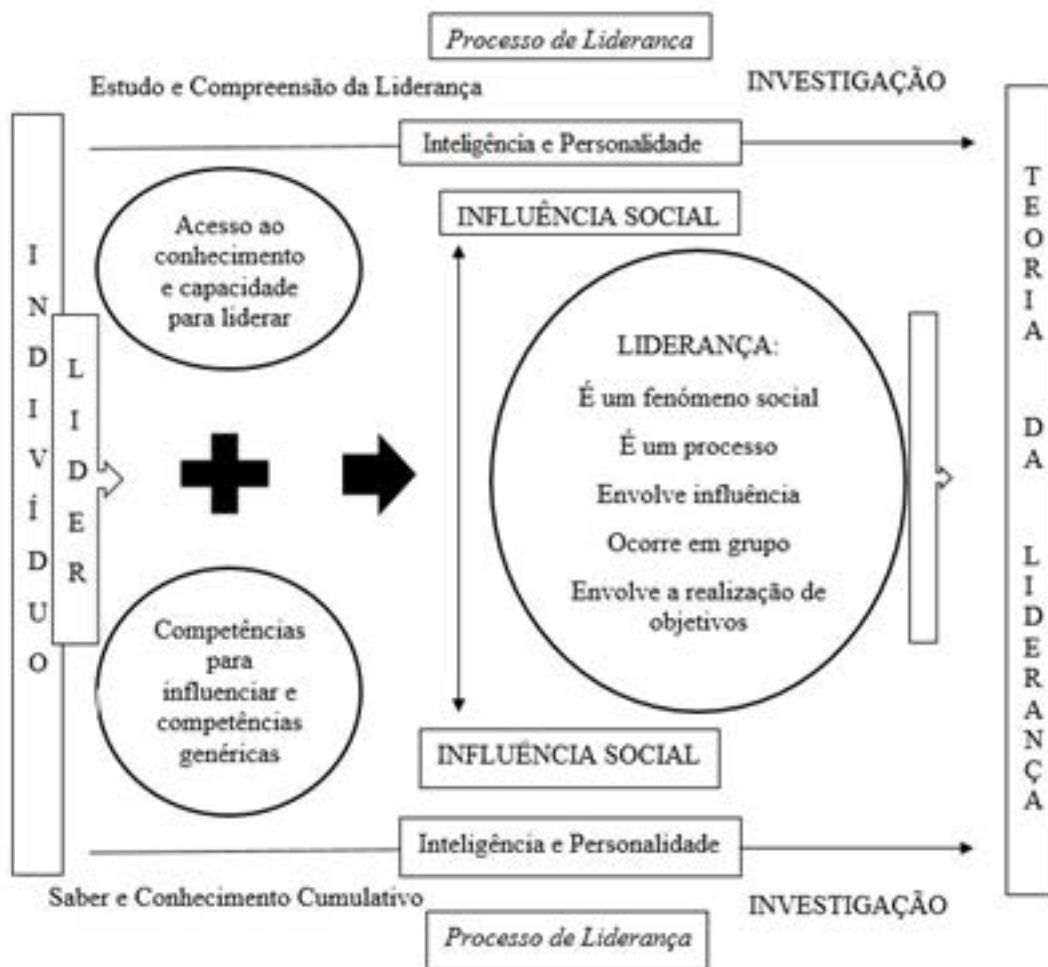 Processo de Lideranca
Estudo e Compreensão da Liderança
INVESTIGAÇÃO
Inteligência e Personalidade
INDIVÍDUO
LIDER
Acesso ao
conhecimento
e capacidade
para liderar
INFLUÊNCIA SOCIAL
LIDERANÇA:
É um fenómeno social
É um processo
Envolve influência
Ocorre em grupo
Envolve a realização de
objetivos
TEORIA DA LIDERANÇA
Competências
para
influenciar e
competências
genéricas
INFLUÊNCIA SOCIAL
Inteligência e Personalidade
Saber e Conhecimento Cumulativo
INVESTIGAÇÃO
Processo de Liderança